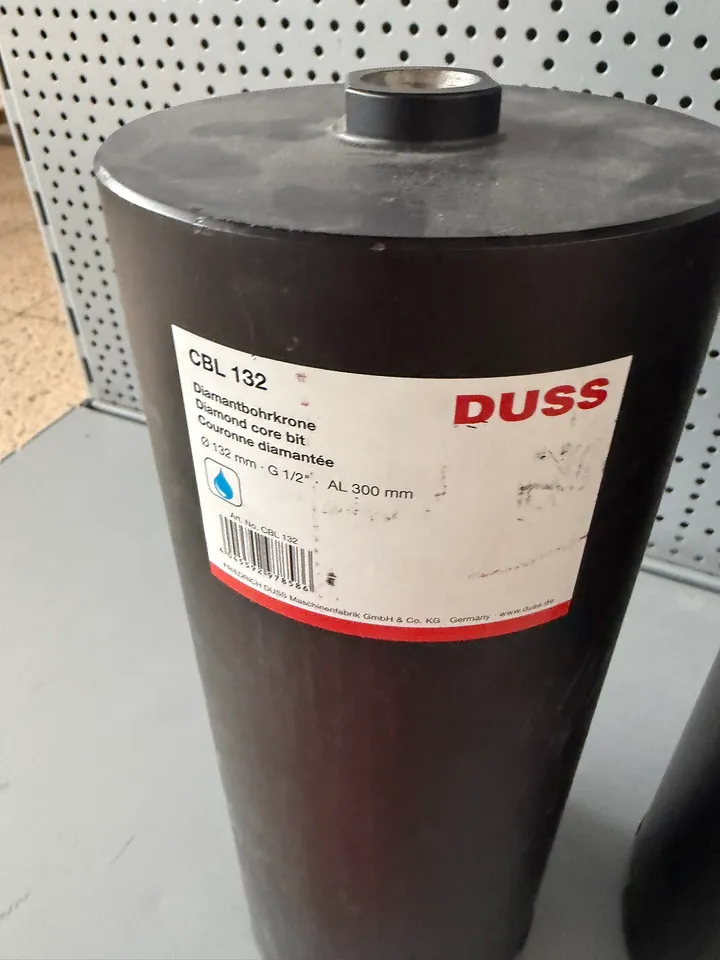 CBL 132
DUSS
Diamantbohrkrone
Diamond core bit
Couronne diamantée
Ø 132 mm · G 1/2" · AL 300 mm
Art. No. CBL 132
FRIEDRICH DUSS Maschinenfabrik GmbH & Co. KG · Germany · www.duss.de